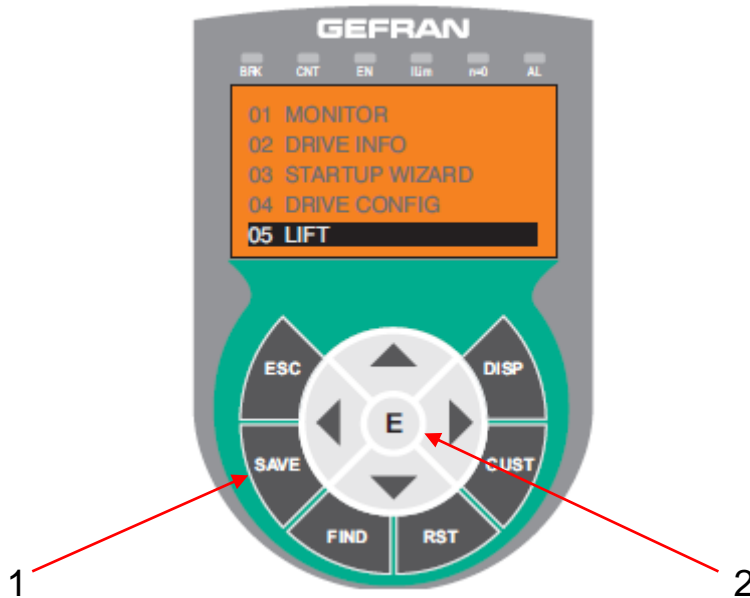 GEFRAN
BRK CNT EN ILim n=0 AL
01 MONITOR
02 DRIVE INFO
03 STARTUP WIZARD
04 DRIVE CONFIG
05 LIFT
ESC DISP
E
SAVE CUST
FIND RST
1 2